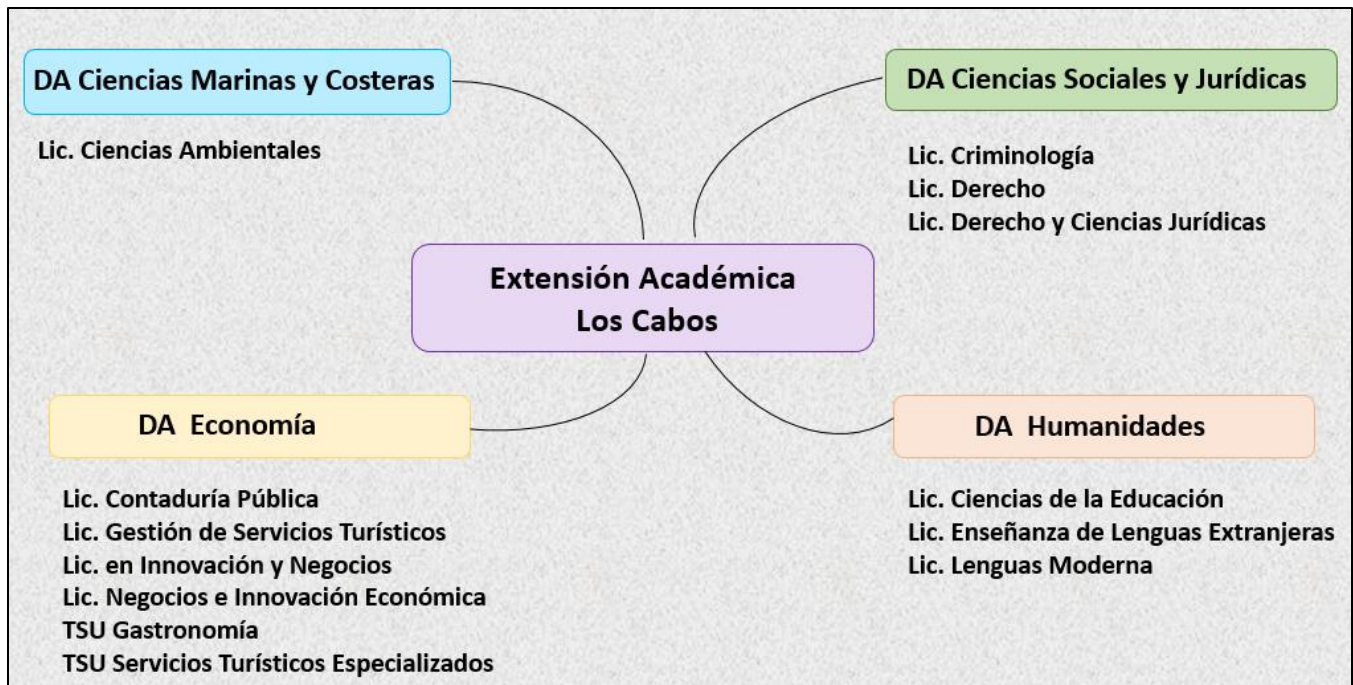 DA Ciencias Marinas y Costeras
Lic. Ciencias Ambientales
DA Ciencias Sociales y Jurídicas
Lic. Criminología
Lic. Derecho
Lic. Derecho y Ciencias Jurídicas
Extensión Académica
Los Cabos
DA Economía
Lic. Contaduría Pública
Lic. Gestión de Servicios Turísticos
Lic. en Innovación y Negocios
Lic. Negocios e Innovación Económica
TSU Gastronomía
TSU Servicios Turísticos Especializados
DA Humanidades
Lic. Ciencias de la Educación
Lic. Enseñanza de Lenguas Extranjeras
Lic. Lenguas Moderna